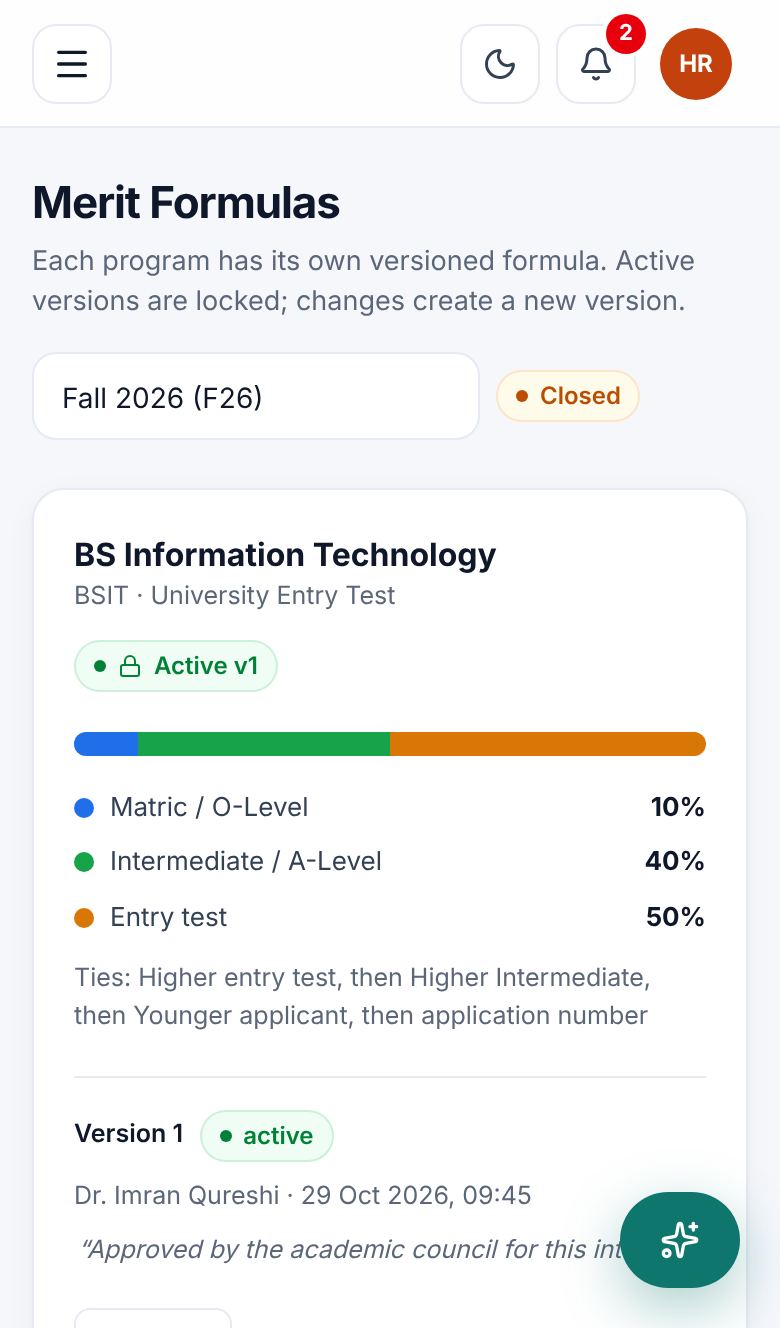 2
HR
Merit Formulas
Each program has its own versioned formula. Active
versions are locked; changes create a new version.
Fall 2026 (F26)
Closed
BS Information Technology
BSIT · University Entry Test
Active v1
Matric / O-Level 10%
Intermediate / A-Level 40%
Entry test 50%
Ties: Higher entry test, then Higher Intermediate,
then Younger applicant, then application number
Version 1 active
Dr. Imran Qureshi · 29 Oct 2026, 09:45
“Approved by the academic council for this